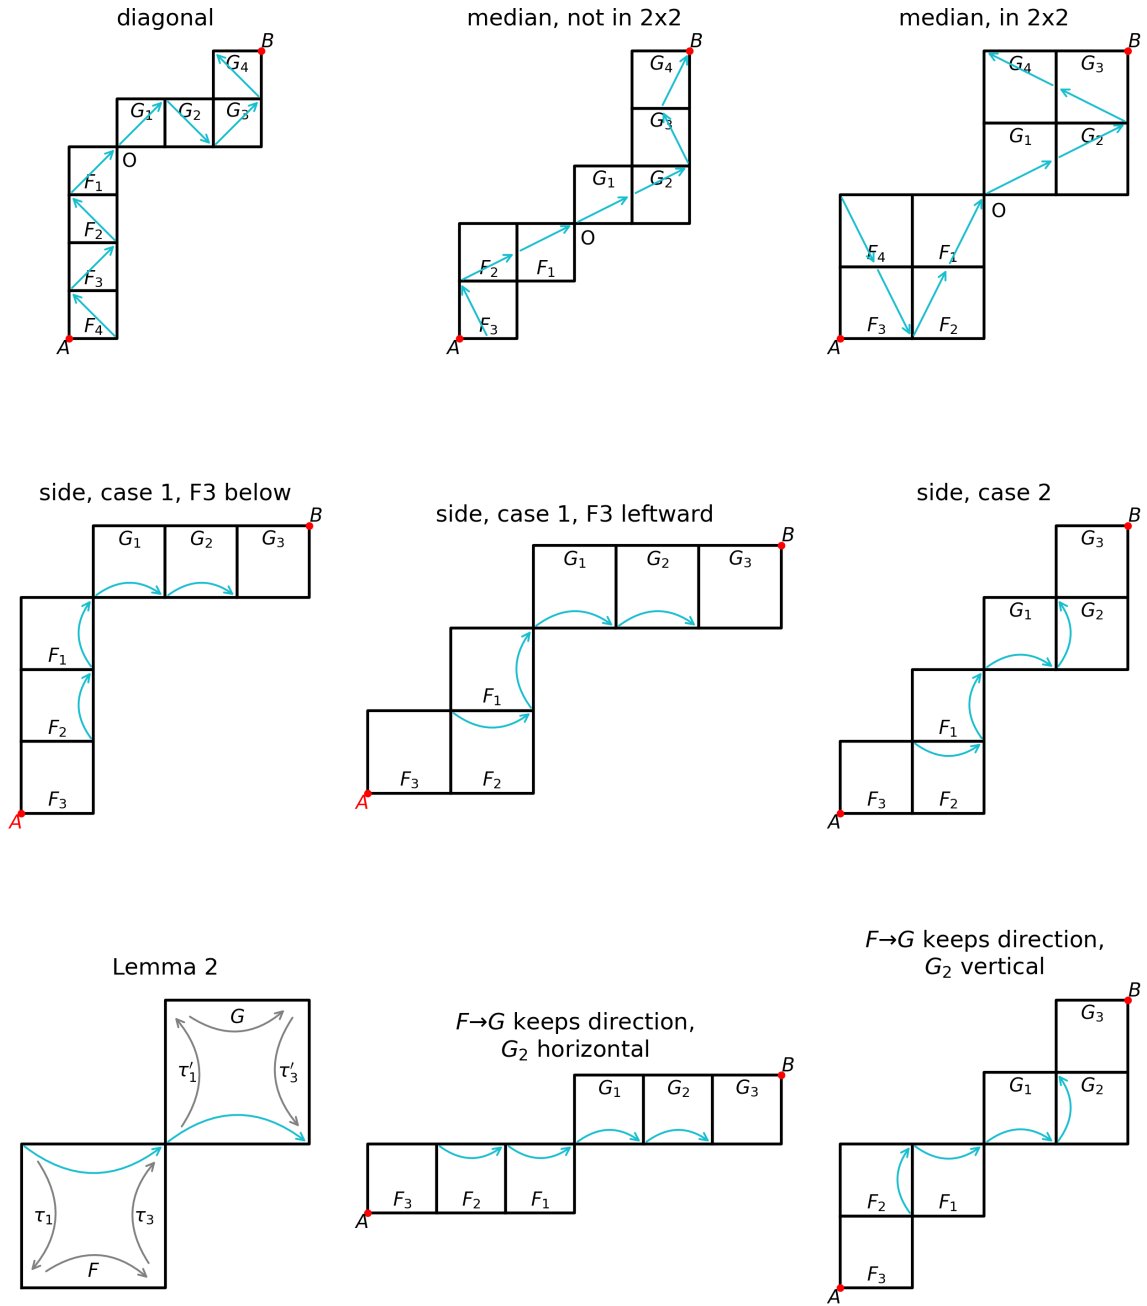 diagonal
B
G₄
G₁
G₂
G₃
O
F₁
F₂
F₃
F₄
A
median, not in 2x2
B
G₄
G₃
G₁
G₂
O
F₂
F₁
F₃
A
median, in 2x2
B
G₄
G₃
G₁
G₂
O
F₄
F₁
F₃
F₂
A
side, case 1, F3 below
B
G₁
G₂
G₃
F₁
F₂
F₃
A
side, case 1, F3 leftward
B
G₁
G₂
G₃
F₁
F₃
F₂
A
side, case 2
B
G₃
G₁
G₂
F₁
F₃
F₂
A
Lemma 2
G
τ′₁
τ′₃
τ₁
τ₃
F
F→G keeps direction,
G₂ horizontal
B
G₁
G₂
G₃
F₃
F₂
F₁
A
F→G keeps direction,
G₂ vertical
B
G₃
G₁
G₂
F₂
F₁
F₃
A